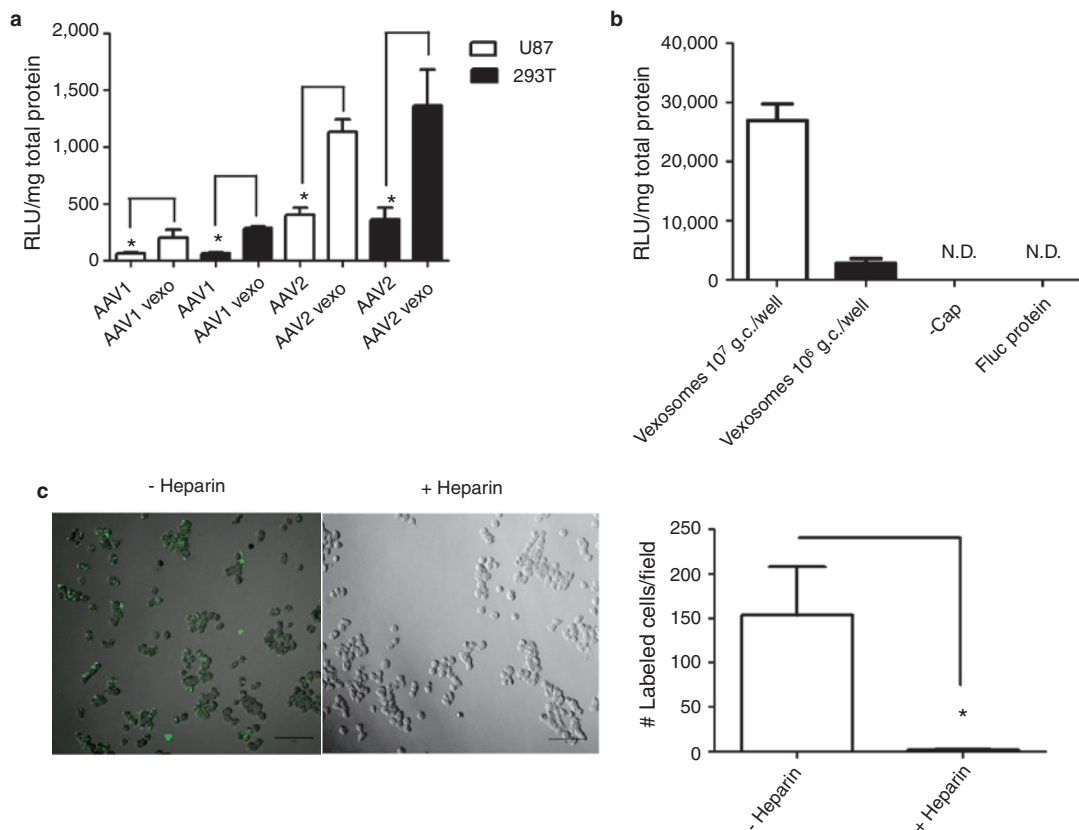 a
RLU/mg total protein
2,000
1,500
1,000
500
0
* * * *
AAV1
AAV1 vexo
AAV1
AAV1 vexo
AAV2
AAV2 vexo
AAV2
AAV2 vexo
U87
293T
b
RLU/mg total protein
40,000
30,000
20,000
10,000
0
N.D. N.D.
Vexosomes 10⁷ g.c./well
Vexosomes 10⁶ g.c./well
-Cap
Fluc protein
c
- Heparin + Heparin
# Labeled cells/field
250
200
150
100
50
0
*
- Heparin
+ Heparin